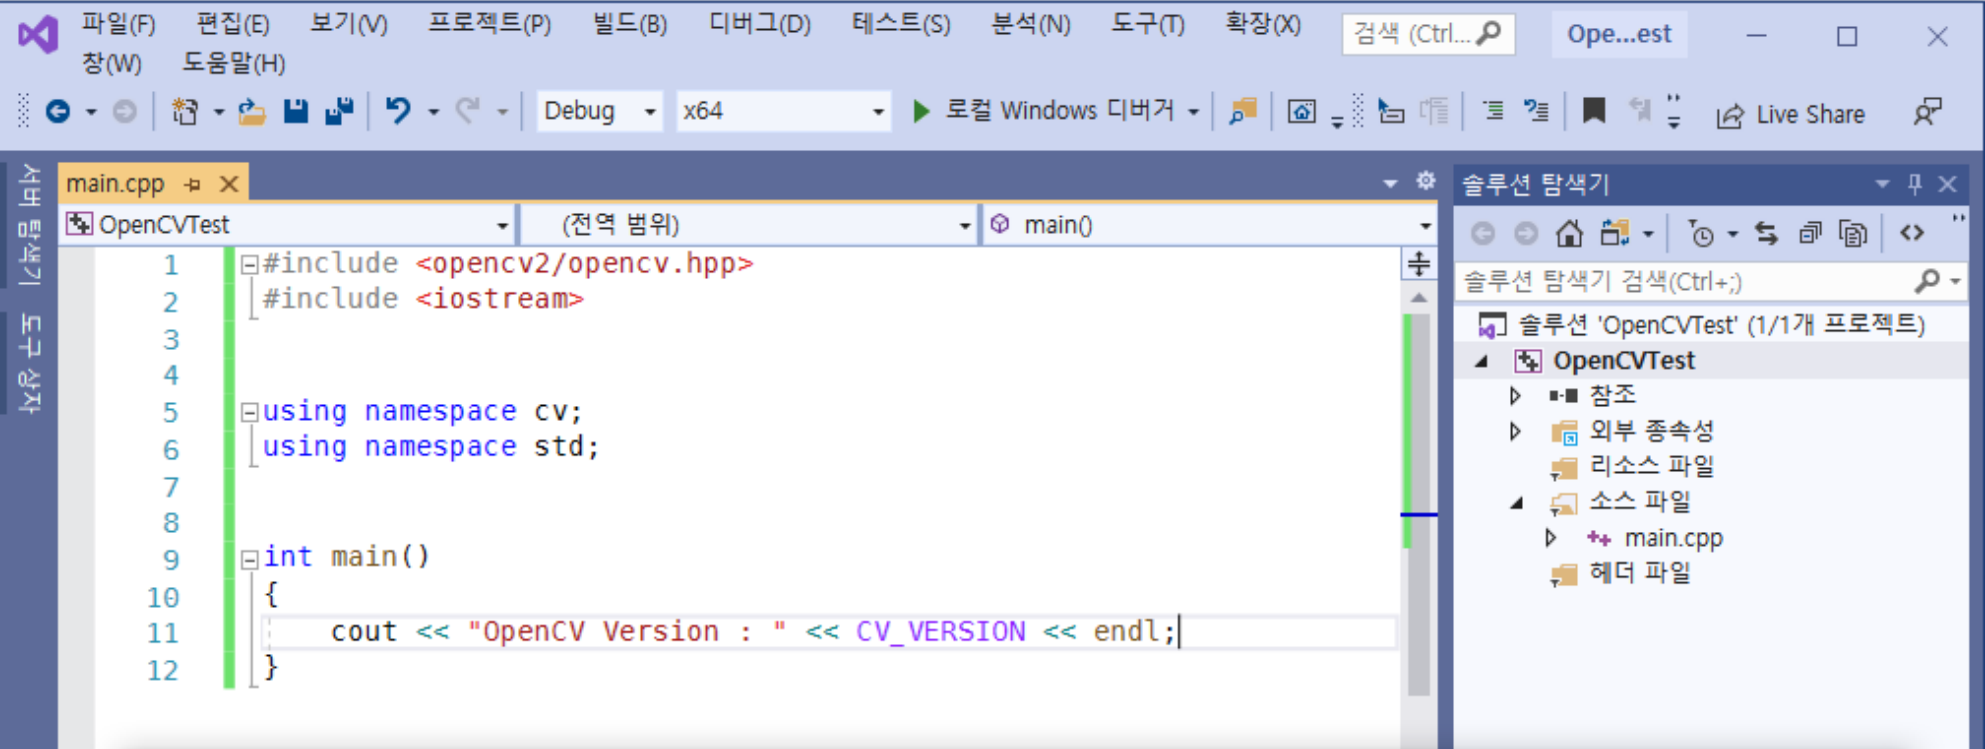 파일(F) 편집(E) 보기(V) 프로젝트(P) 빌드(B) 디버그(D) 테스트(S) 분석(N) 도구(T) 확장(X) 검색 (Ctrl... Ope...est
창(W) 도움말(H)
Debug x64 로컬 Windows 디버거 Live Share
서버 탐색기
도구 상자
main.cpp
OpenCVTest (전역 범위) main()
1 #include <opencv2/opencv.hpp>
2 #include <iostream>
3
4
5 using namespace cv;
6 using namespace std;
7
8
9 int main()
10 {
11 cout << "OpenCV Version : " << CV_VERSION << endl;
12 }
솔루션 탐색기
솔루션 탐색기 검색(Ctrl+;)
솔루션 'OpenCVTest' (1/1개 프로젝트)
OpenCVTest
참조
외부 종속성
리소스 파일
소스 파일
main.cpp
헤더 파일